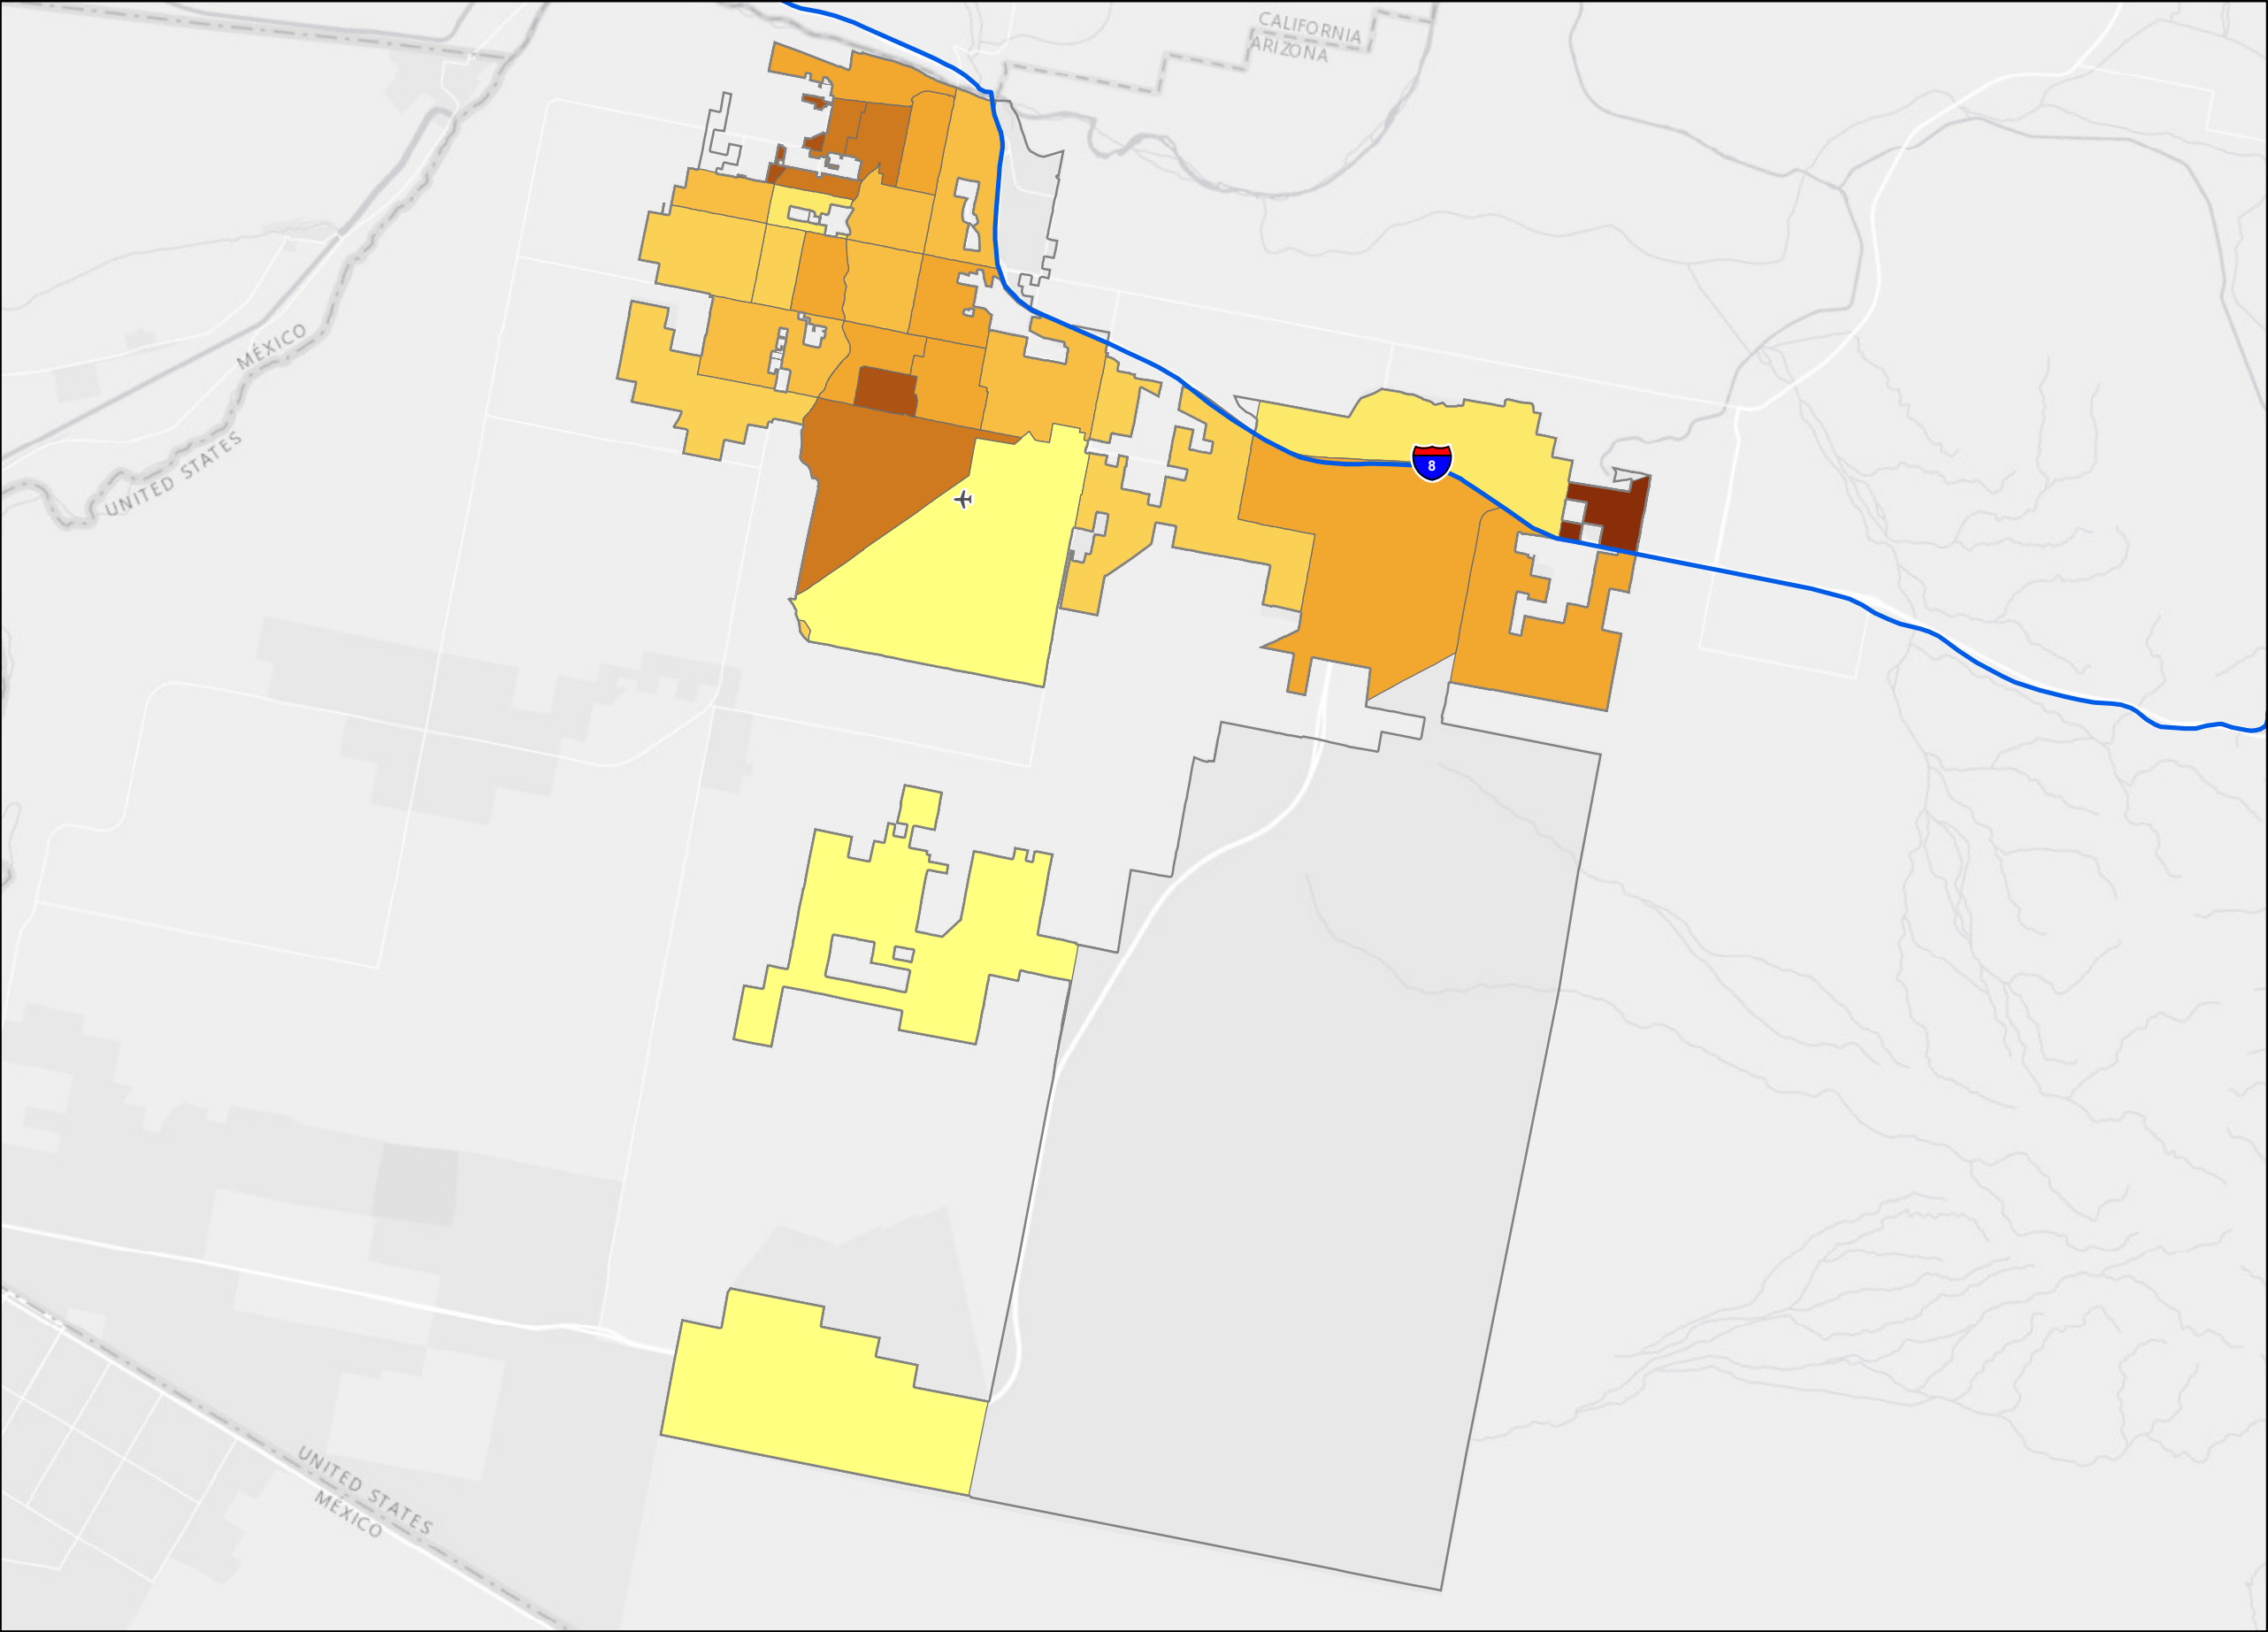 CALIFORNIA
ARIZONA
MÉXICO
UNITED STATES
8
UNITED STATES
MÉXICO